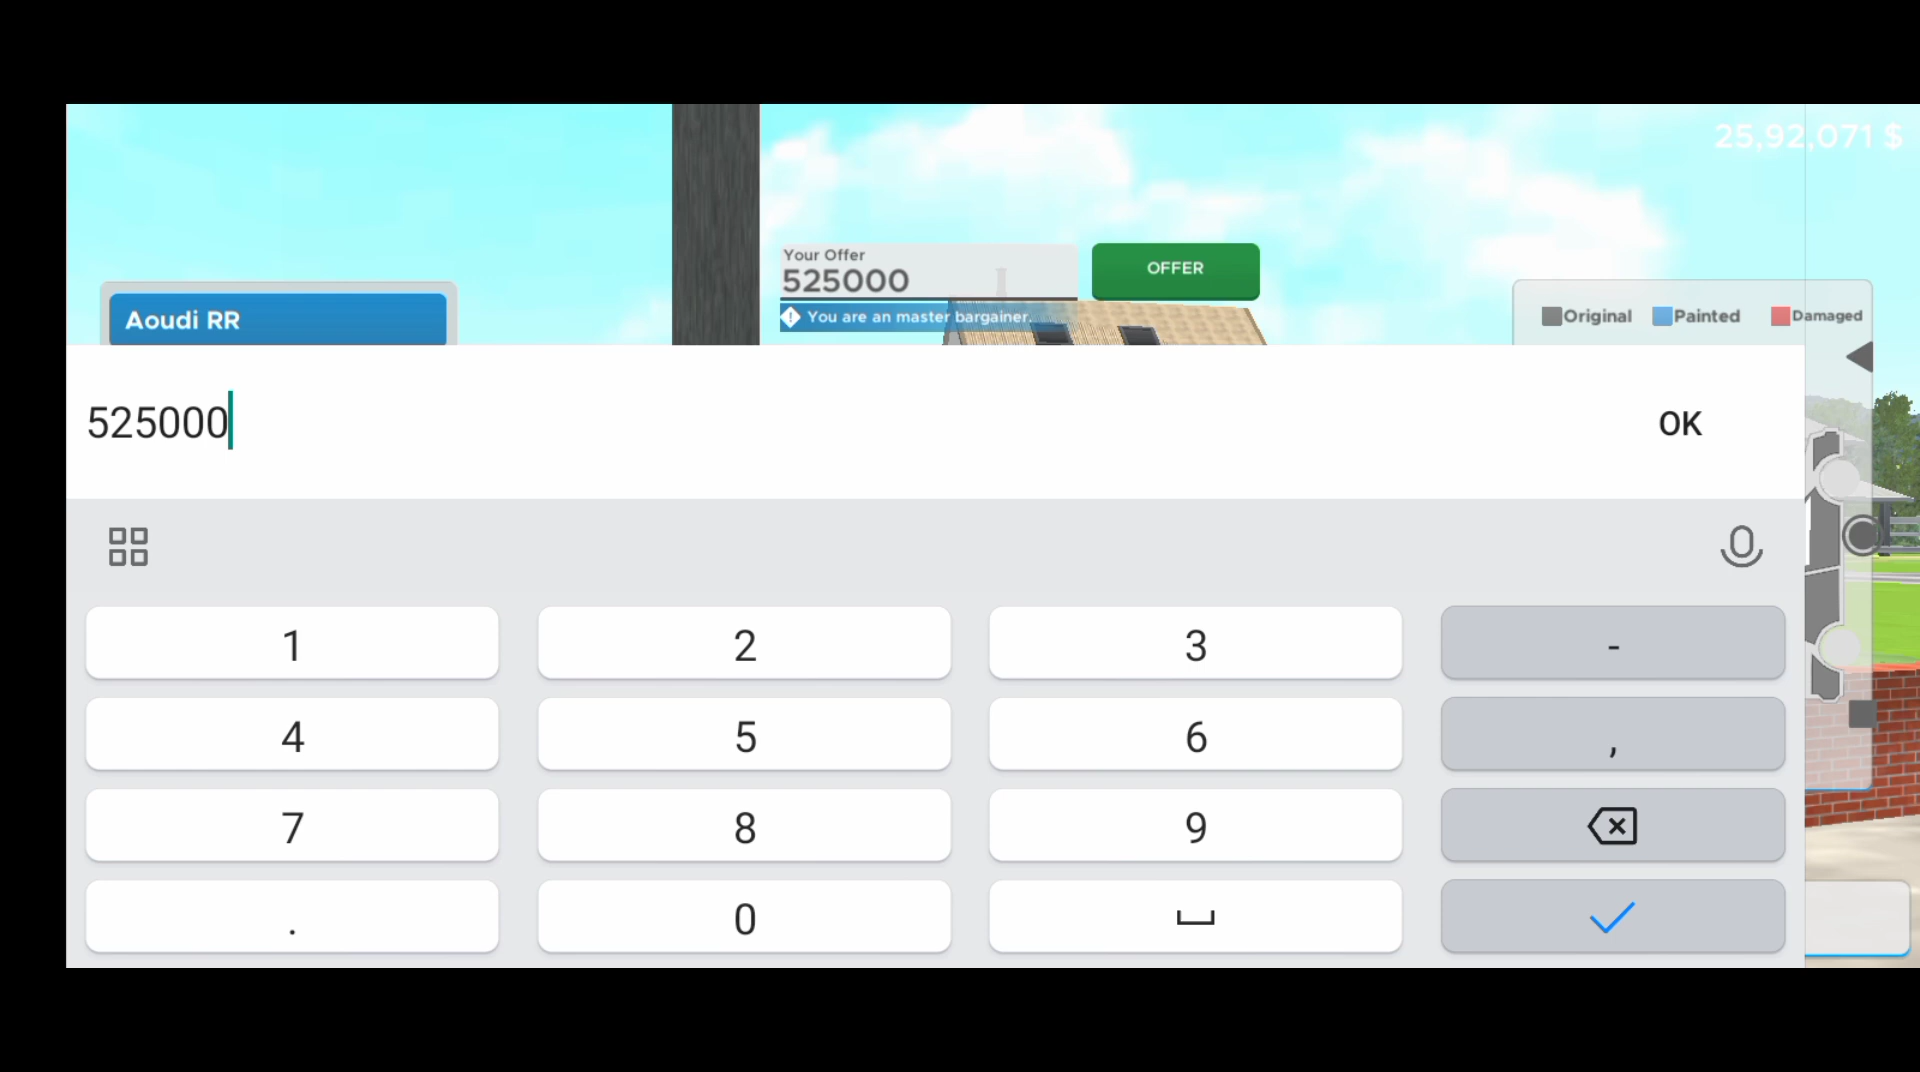 25,92,071 $
Your Offer
525000
OFFER
You are an master bargainer.
Aoudi RR
Original Painted Damaged
525000
OK
1 2 3 -
4 5 6 ,
7 8 9
. 0